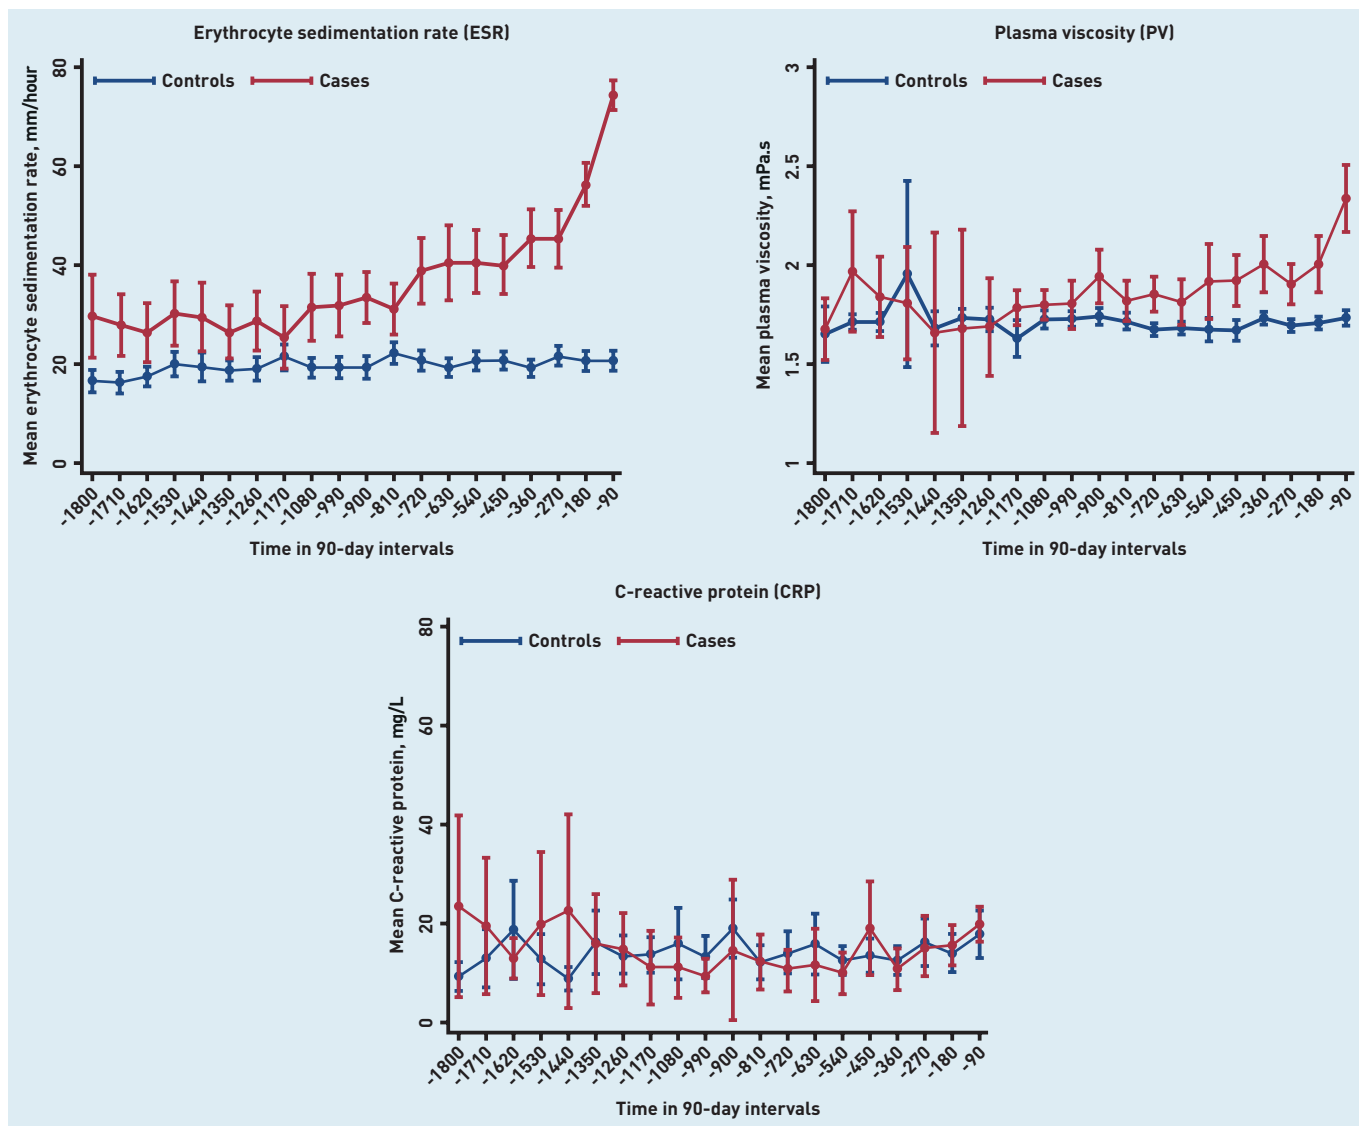 Erythrocyte sedimentation rate (ESR)
Controls Cases
Mean erythrocyte sedimentation rate, mm/hour
80
60
40
20
0
-1800 -1710 -1620 -1530 -1440 -1350 -1260 -1170 -1080 -990 -900 -810 -720 -630 -540 -450 -360 -270 -180 -90
Time in 90-day intervals
Plasma viscosity (PV)
Controls Cases
Mean plasma viscosity, mPa.s
3
2.5
2
1.5
1
-1800 -1710 -1620 -1530 -1440 -1350 -1260 -1170 -1080 -990 -900 -810 -720 -630 -540 -450 -360 -270 -180 -90
Time in 90-day intervals
C-reactive protein (CRP)
Controls Cases
Mean C-reactive protein, mg/L
80
60
40
20
0
-1800 -1710 -1620 -1530 -1440 -1350 -1260 -1170 -1080 -990 -900 -810 -720 -630 -540 -450 -360 -270 -180 -90
Time in 90-day intervals